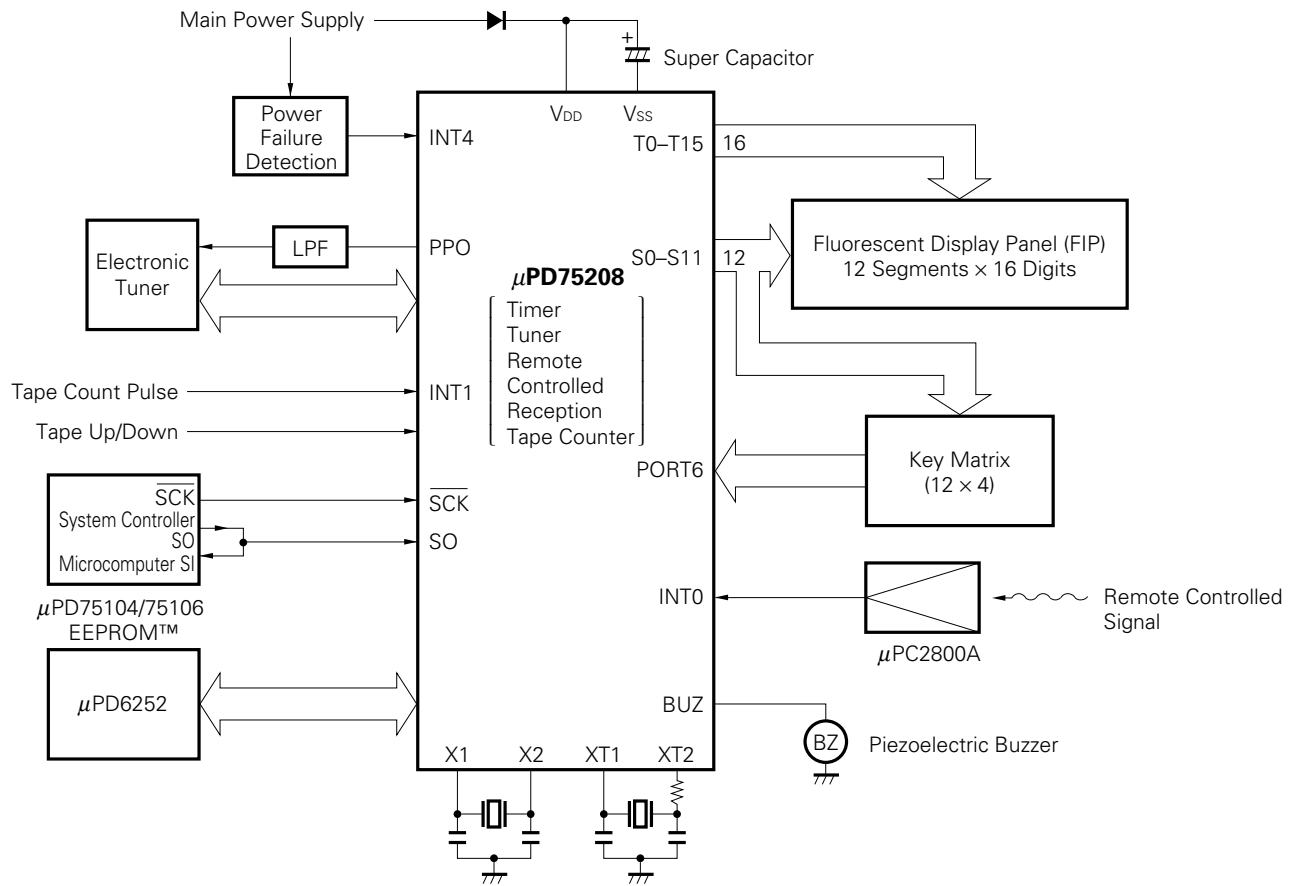 Main Power Supply
+
Super Capacitor
Power
Failure
Detection
INT4
VDD
VSS
T0–T15
16
Electronic
Tuner
LPF
PPO
S0–S11
12
Fluorescent Display Panel (FIP)
12 Segments × 16 Digits
μPD75208
Timer
Tuner
Remote
Controlled
Reception
Tape Counter
Tape Count Pulse
INT1
Tape Up/Down
PORT6
Key Matrix
(12 × 4)
SCK
System Controller
SO
Microcomputer SI
SCK
SO
μPD75104/75106
EEPROM™
INT0
Remote Controlled
Signal
μPC2800A
μPD6252
BUZ
BZ
Piezoelectric Buzzer
X1
X2
XT1
XT2